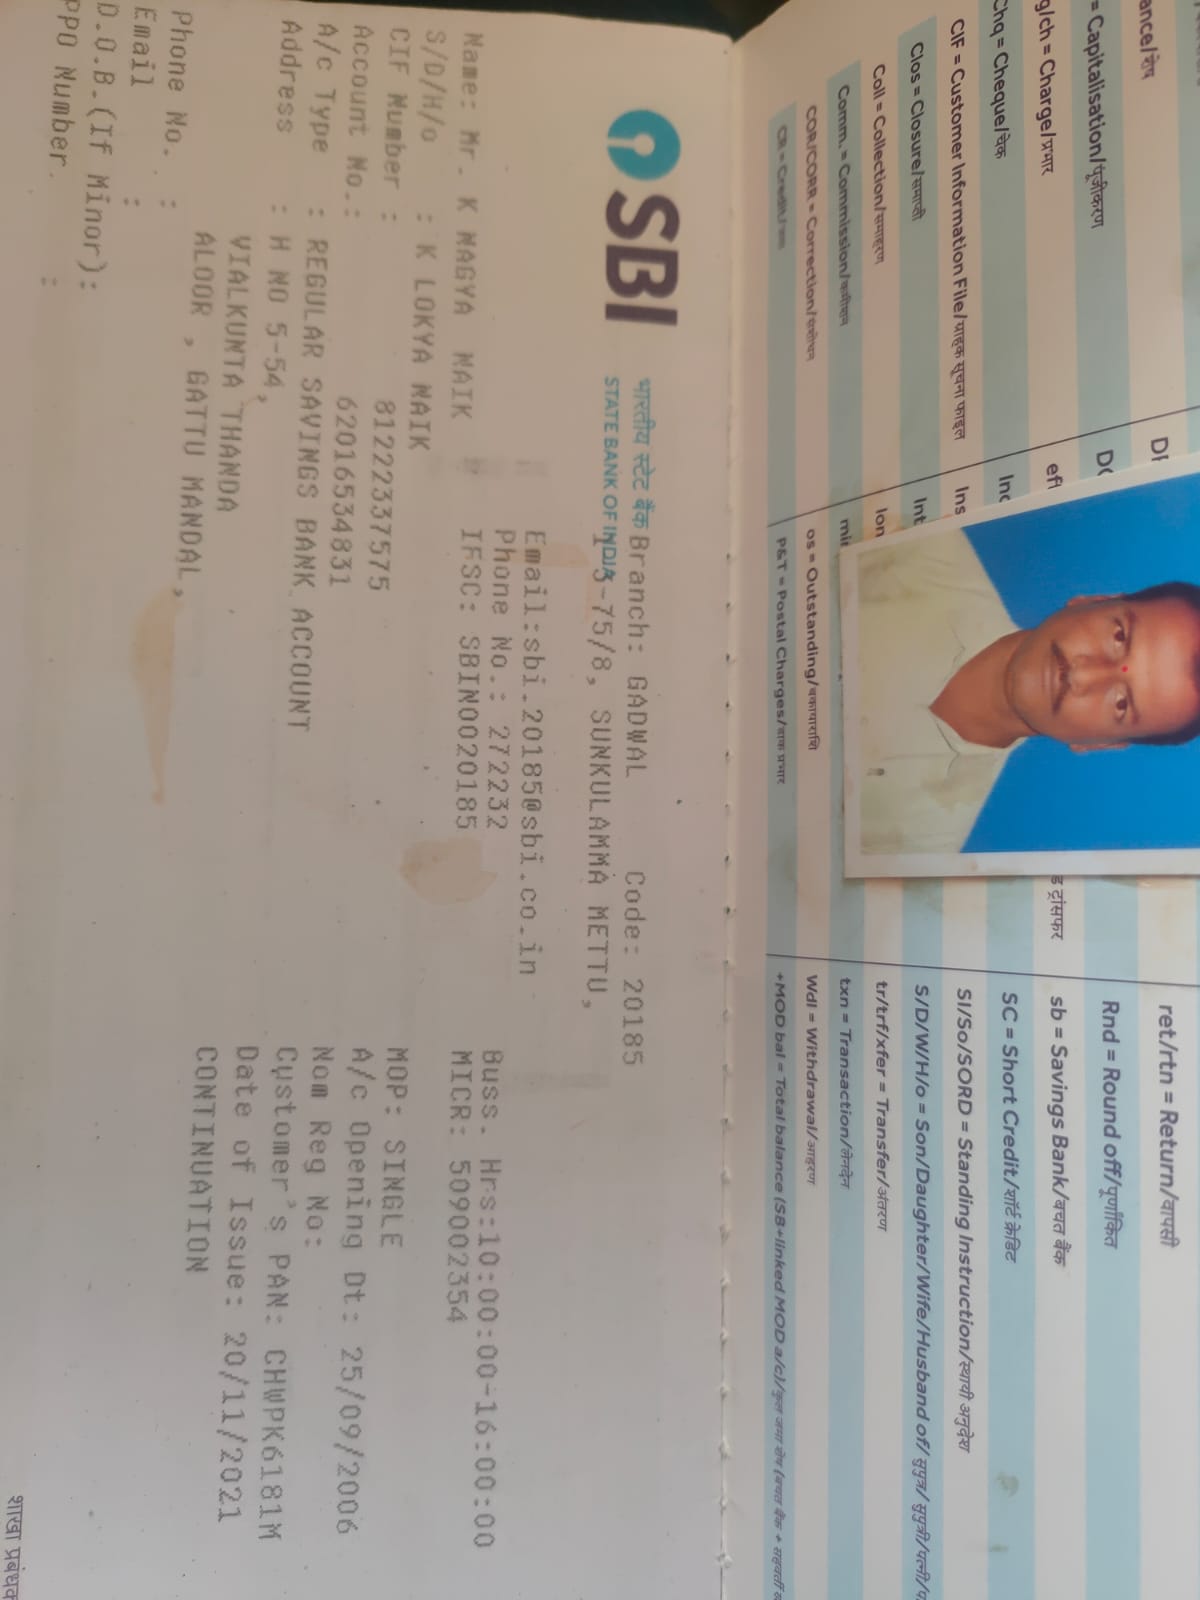 ance/शेष
= Capitalisation/पूंजीकरण
g/ch = Charge/प्रभार
Chq = Cheque/चेक
CIF = Customer Information File/ग्राहक सूचना फाइल
Clos = Closure/समाप्ती
Coll = Collection/समाहरण
Comm. = Commission/कमीशन
COR/CORR = Correction/संशोधन
CR = Credit/जमा
DF
DC
efi
Inc
Ins
Int
Ion
min
os = Outstanding/बकायाराशि
P&T = Postal Charges/डाक प्रभार
ड ट्रांसफर
ret/rtn = Return/वापसी
Rnd = Round off/पूर्णांकित
sb = Savings Bank/बचत बैंक
SC = Short Credit/शॉर्ट क्रेडिट
SI/So/SORD = Standing Instruction/स्थायी अनुदेश
S/D/W/H/o = Son/Daughter/Wife/Husband of/ सुपुत्र/ सुपुत्री/पत्नी/प
tr/trf/xfer = Transfer/अंतरण
txn = Transaction/लेनदेन
Wdl = Withdrawal/आहरण
+MOD bal = Total balance (SB+linked MOD a/c)/कुल जमा शेष (बचत बैंक + सहवर्ती
SBI
भारतीय स्टेट बैंक Branch: GADWAL Code: 20185
STATE BANK OF INDIA
-75/8, SUNKULAMMA METTU,
Email:sbi.20185@sbi.co.in
Phone No.: 272232 Buss. Hrs:10:00:00-16:00:00
IFSC: SBIN0020185 MICR: 509002354
Name: Mr. K NAGYA NAIK
S/D/H/o : K LOKYA NAIK
CIF Number : 81222337575 MOP: SINGLE
Account No.: 62016534831 A/c Opening Dt: 25/09/2006
A/c Type : REGULAR SAVINGS BANK ACCOUNT Nom Reg No:
Address : H NO 5-54, Customer's PAN: CHWPK6181M
VIALKUNTA THANDA Date of Issue: 20/11/2021
ALOOR , GATTU MANDAL, CONTINUATION
Phone No. :
Email :
D.O.B.(If Minor):
PPO Number. :
शाखा प्रबंधक